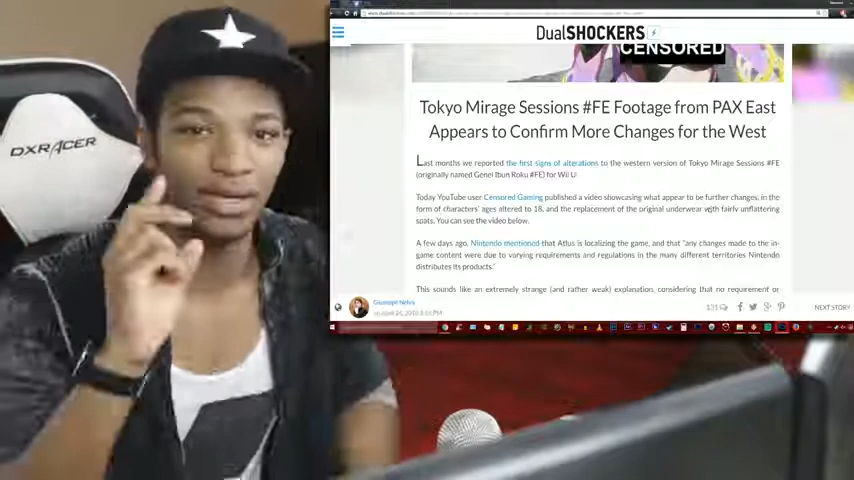 DXRACER
DualSHOCKERS
CENSORED
Tokyo Mirage Sessions #FE Footage from PAX East
Appears to Confirm More Changes for the West
Last months we reported the first signs of alterations to the western version of Tokyo Mirage Sessions #FE
(originally named Genei Ibun Roku #FE) for Wii U
Today YouTube user Censored Gaming published a video showcasing what appear to be further changes, in the
form of characters' ages altered to 18, and the replacement of the original underwear with fairly unflattering
spats. You can see the video below.
A few days ago, Nintendo mentioned that Atlus is localizing the game, and that "any changes made to the in-
game content were due to varying requirements and regulations in the many different territories Nintendo
distributes its products."
This sounds like an extremely strange (and rather weak) explanation, considering that no requirement or
Giuseppe Nelva
131
NEXT STORY